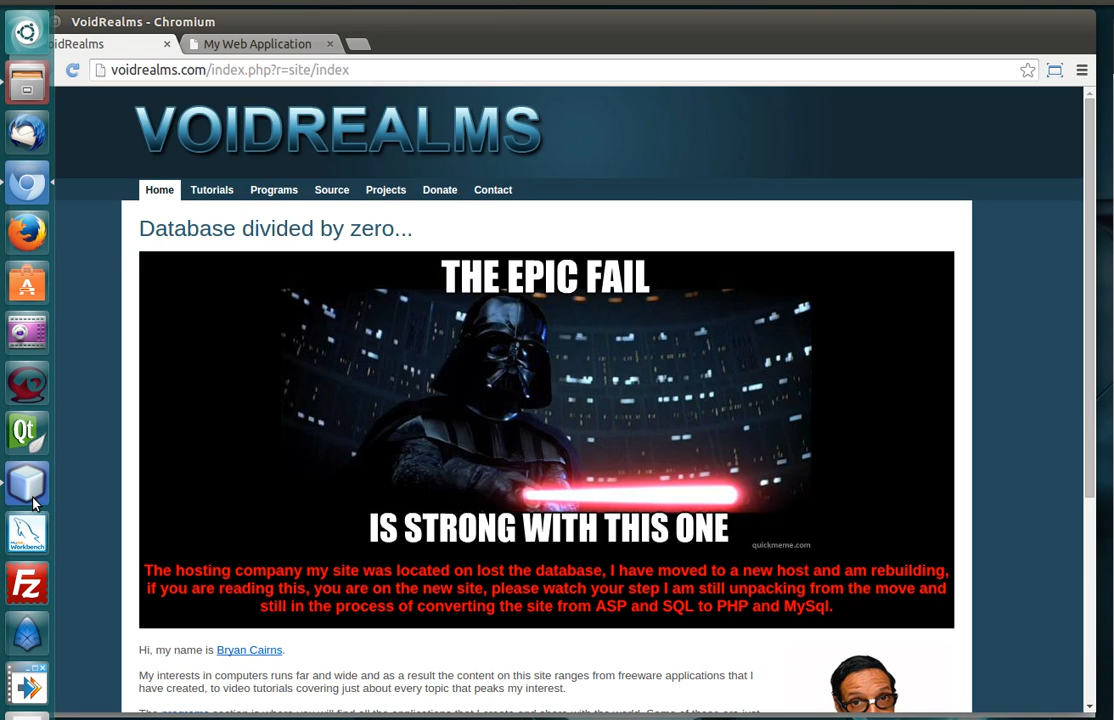 VoidRealms - Chromium
idRealms
My Web Application
voidrealms.com/index.php?r=site/index
VOIDREALMS
Home Tutorials Programs Source Projects Donate Contact
Database divided by zero...
THE EPIC FAIL
IS STRONG WITH THIS ONE
quickmeme.com
The hosting company my site was located on lost the database, I have moved to a new host and am rebuilding,
if you are reading this, you are on the new site, please watch your step I am still unpacking from the move and
still in the process of converting the site from ASP and SQL to PHP and MySql.
Hi, my name is Bryan Cairns.
My interests in computers runs far and wide and as a result the content on this site ranges from freeware applications that I
have created, to video tutorials covering just about every topic that peaks my interest.
Qt
Workbench
Fz